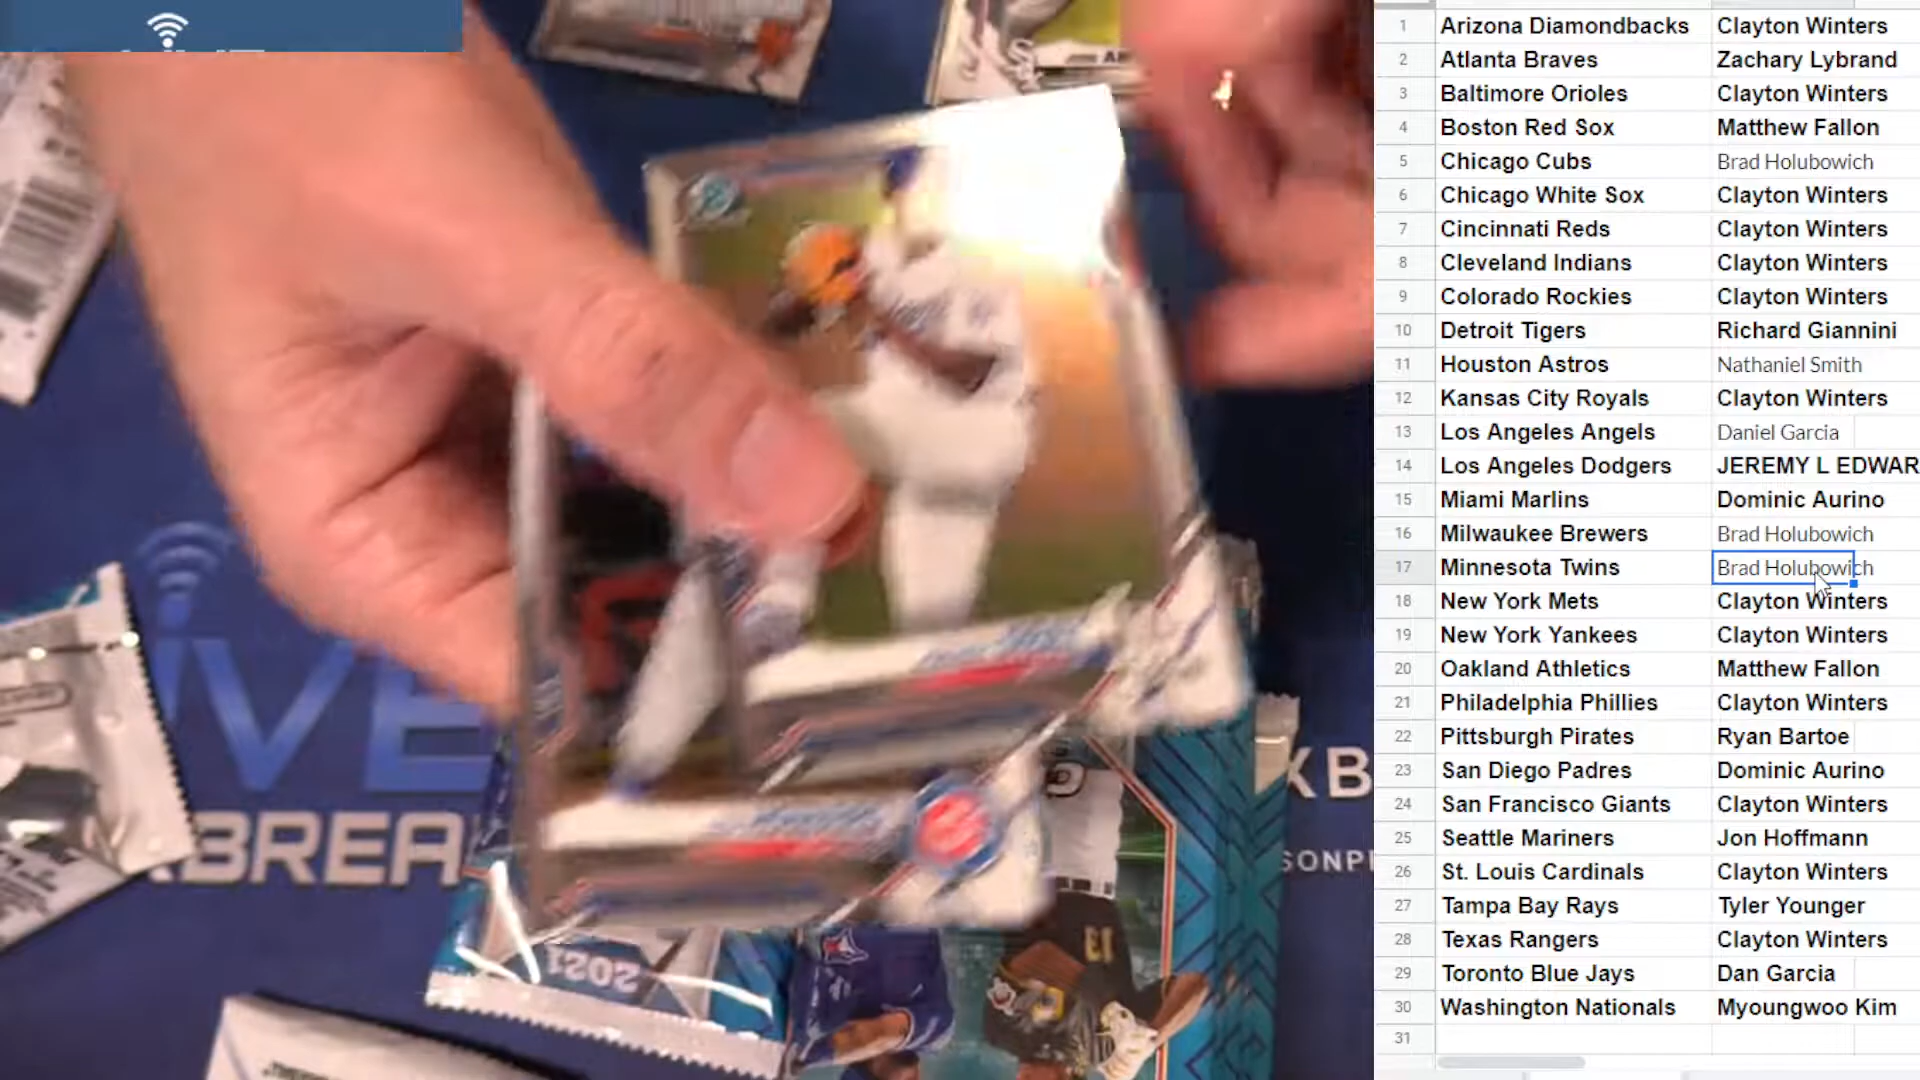 1 Arizona Diamondbacks Clayton Winters
2 Atlanta Braves Zachary Lybrand
3 Baltimore Orioles Clayton Winters
4 Boston Red Sox Matthew Fallon
5 Chicago Cubs Brad Holubowich
6 Chicago White Sox Clayton Winters
7 Cincinnati Reds Clayton Winters
8 Cleveland Indians Clayton Winters
9 Colorado Rockies Clayton Winters
10 Detroit Tigers Richard Giannini
11 Houston Astros Nathaniel Smith
12 Kansas City Royals Clayton Winters
13 Los Angeles Angels Daniel Garcia
14 Los Angeles Dodgers JEREMY L EDWAR
15 Miami Marlins Dominic Aurino
16 Milwaukee Brewers Brad Holubowich
17 Minnesota Twins Brad Holubowich
18 New York Mets Clayton Winters
19 New York Yankees Clayton Winters
20 Oakland Athletics Matthew Fallon
21 Philadelphia Phillies Clayton Winters
22 Pittsburgh Pirates Ryan Bartoe
23 San Diego Padres Dominic Aurino
24 San Francisco Giants Clayton Winters
25 Seattle Mariners Jon Hoffmann
26 St. Louis Cardinals Clayton Winters
27 Tampa Bay Rays Tyler Younger
28 Texas Rangers Clayton Winters
29 Toronto Blue Jays Dan Garcia
30 Washington Nationals Myoungwoo Kim
31
IVE
XB
BREA
SONP
2021
13